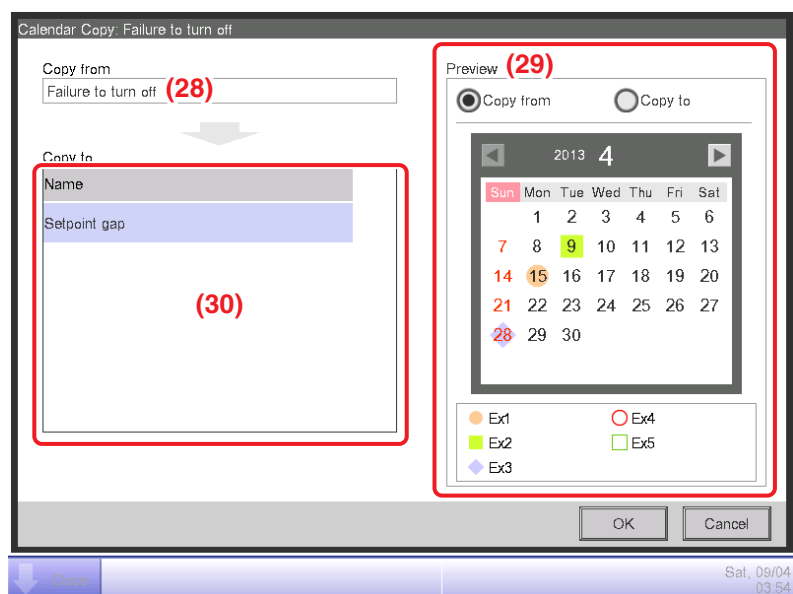 Calendar Copy: Failure to turn off
Copy from
Failure to turn off (28)
Copy to
Name
Setpoint gap
(30)
Preview (29)
Copy from Copy to
2013 4
Sun Mon Tue Wed Thu Fri Sat
1 2 3 4 5 6
7 8 9 10 11 12 13
14 15 16 17 18 19 20
21 22 23 24 25 26 27
28 29 30
Ex1 Ex4
Ex2 Ex5
Ex3
OK Cancel
Sat, 09/04
03:54